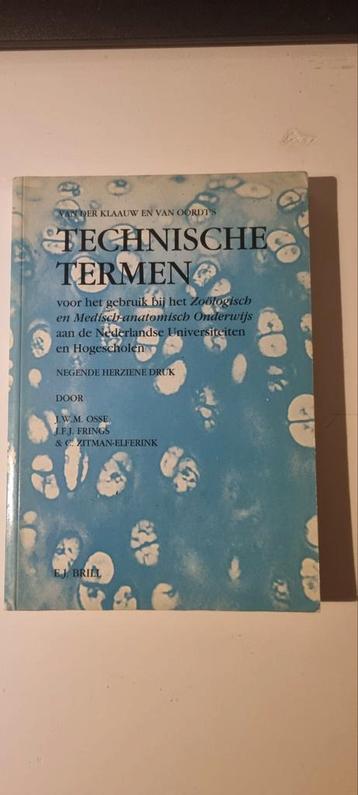 VAN DER KLAAUW EN VAN OORDT'S
TECHNISCHE
TERMEN
voor het gebruik bij het Zoölogisch
en Medisch-anatomisch Onderwijs
aan de Nederlandse Universiteiten
en Hogescholen
NEGENDE HERZIENE DRUK
DOOR
J.W.M. OSSE
J.F.J. FRINGS
& C. ZITMAN-ELFERINK
E.J. BRILL